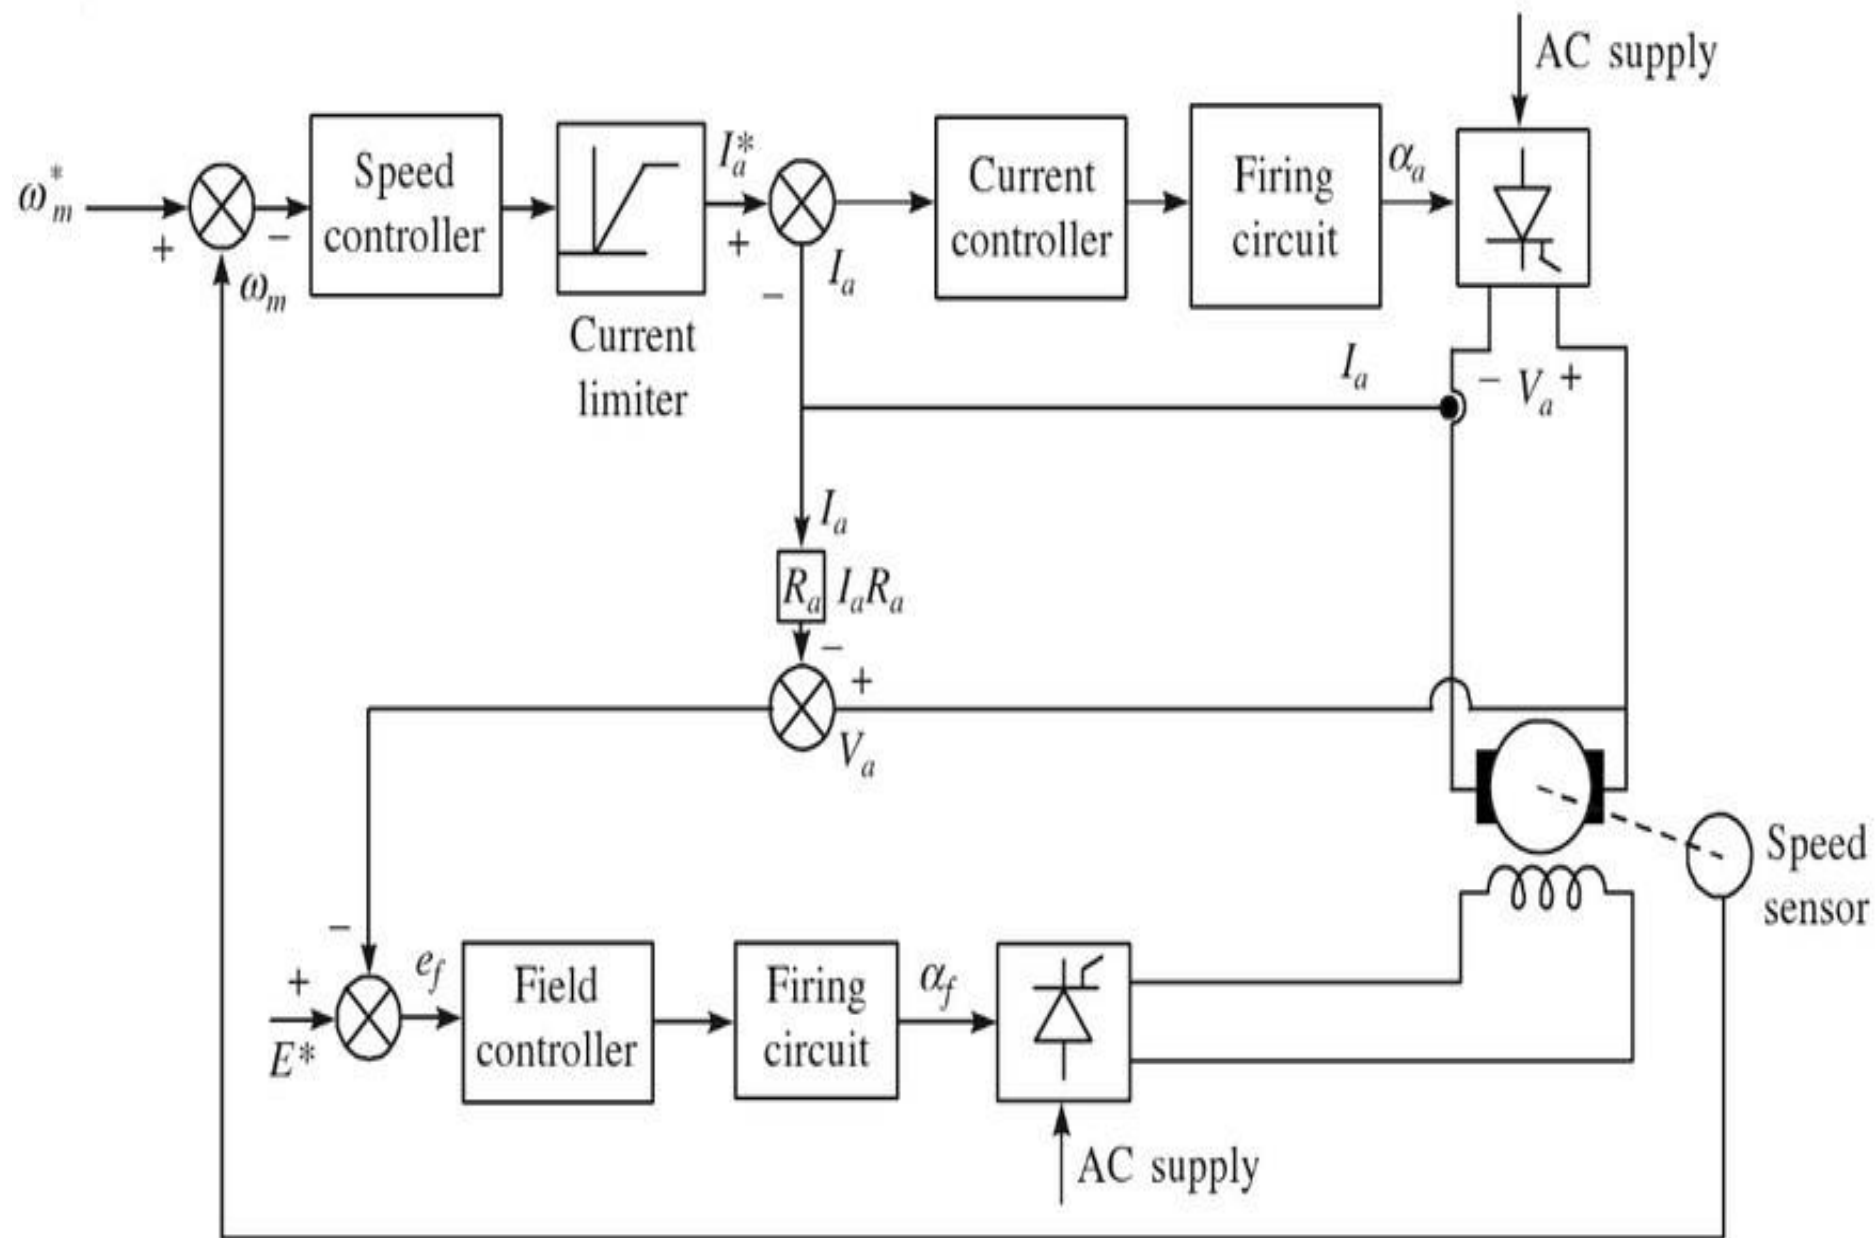 AC supply
ω*m
+
−
ωm
Speed
controller
Current
limiter
I*a
+
−
Ia
Current
controller
Firing
circuit
αa
Ia
− Va +
Ia
Ra
IaRa
−
+
Va
Speed
sensor
−
+
E*
ef
Field
controller
Firing
circuit
αf
AC supply